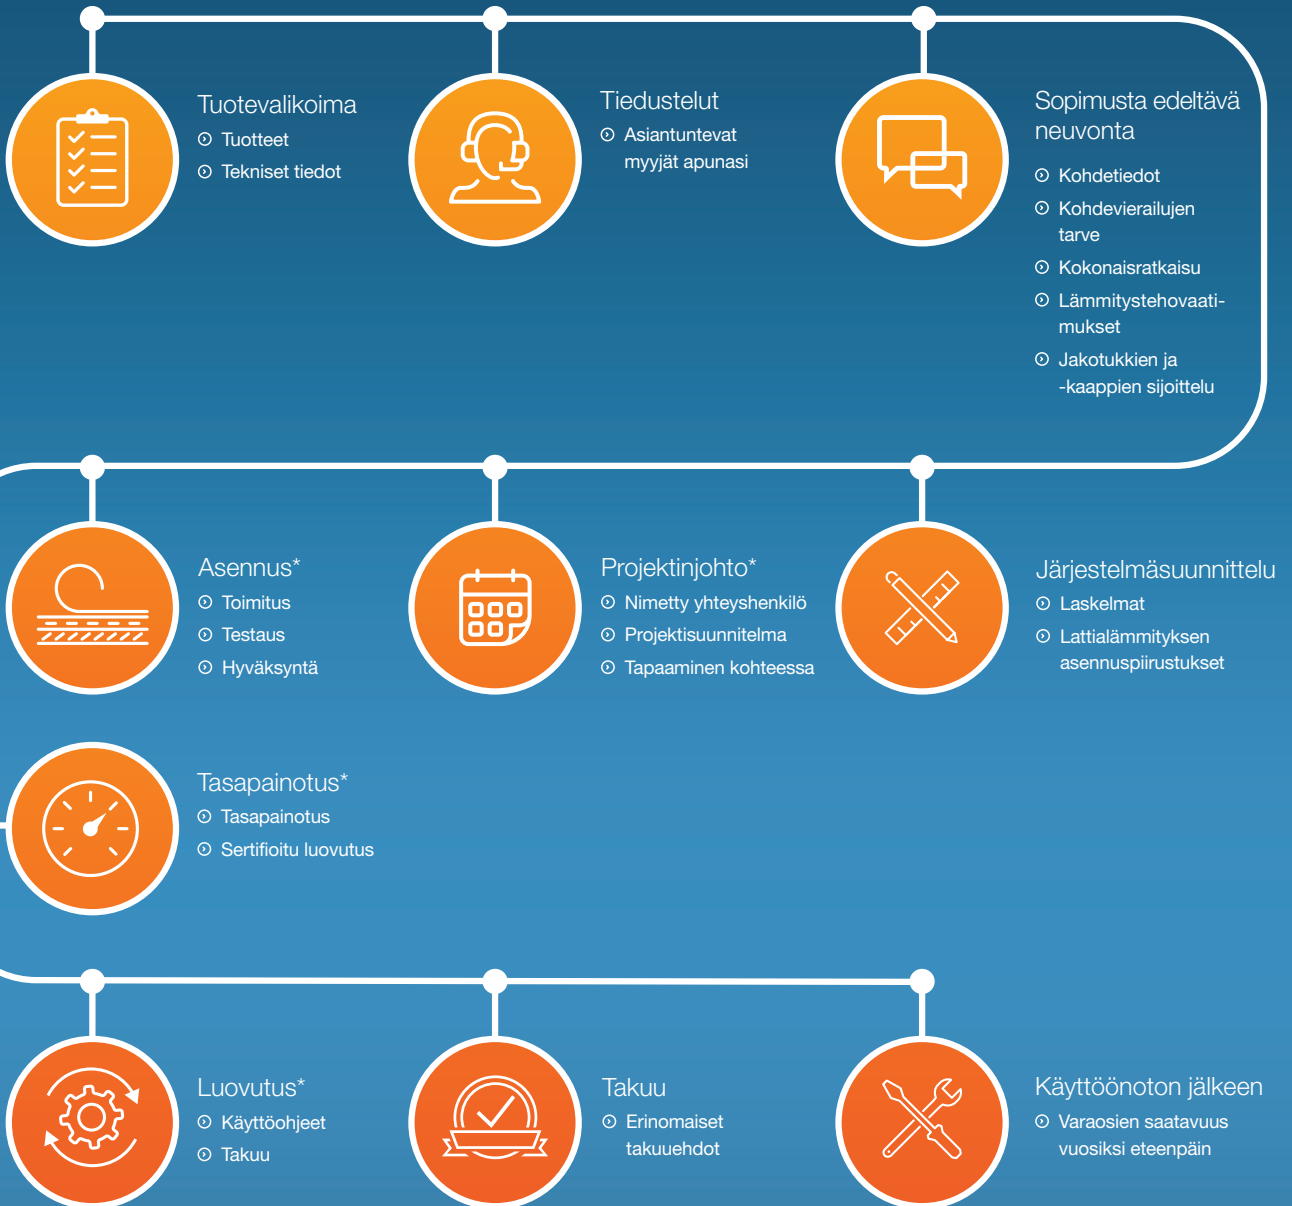 Tuotevalikoima
Tuotteet
Tekniset tiedot
Tiedustelut
Asiantuntevat
myyjät apunasi
Sopimusta edeltävä
neuvonta
Kohdetiedot
Kohdevierailujen
tarve
Kokonaisratkaisu
Lämmitystehovaati-
mukset
Jakotukkien ja
-kaappien sijoittelu
Asennus*
Toimitus
Testaus
Hyväksyntä
Projektinjohto*
Nimetty yhteyshenkilö
Projektisuunnitelma
Tapaaminen kohteessa
Järjestelmäsuunnittelu
Laskelmat
Lattialämmityksen
asennuspiirustukset
Tasapainotus*
Tasapainotus
Sertifioitu luovutus
Luovutus*
Käyttöohjeet
Takuu
Takuu
Erinomaiset
takuuehdot
Käyttöönoton jälkeen
Varaosien saatavuus
vuosiksi eteenpäin